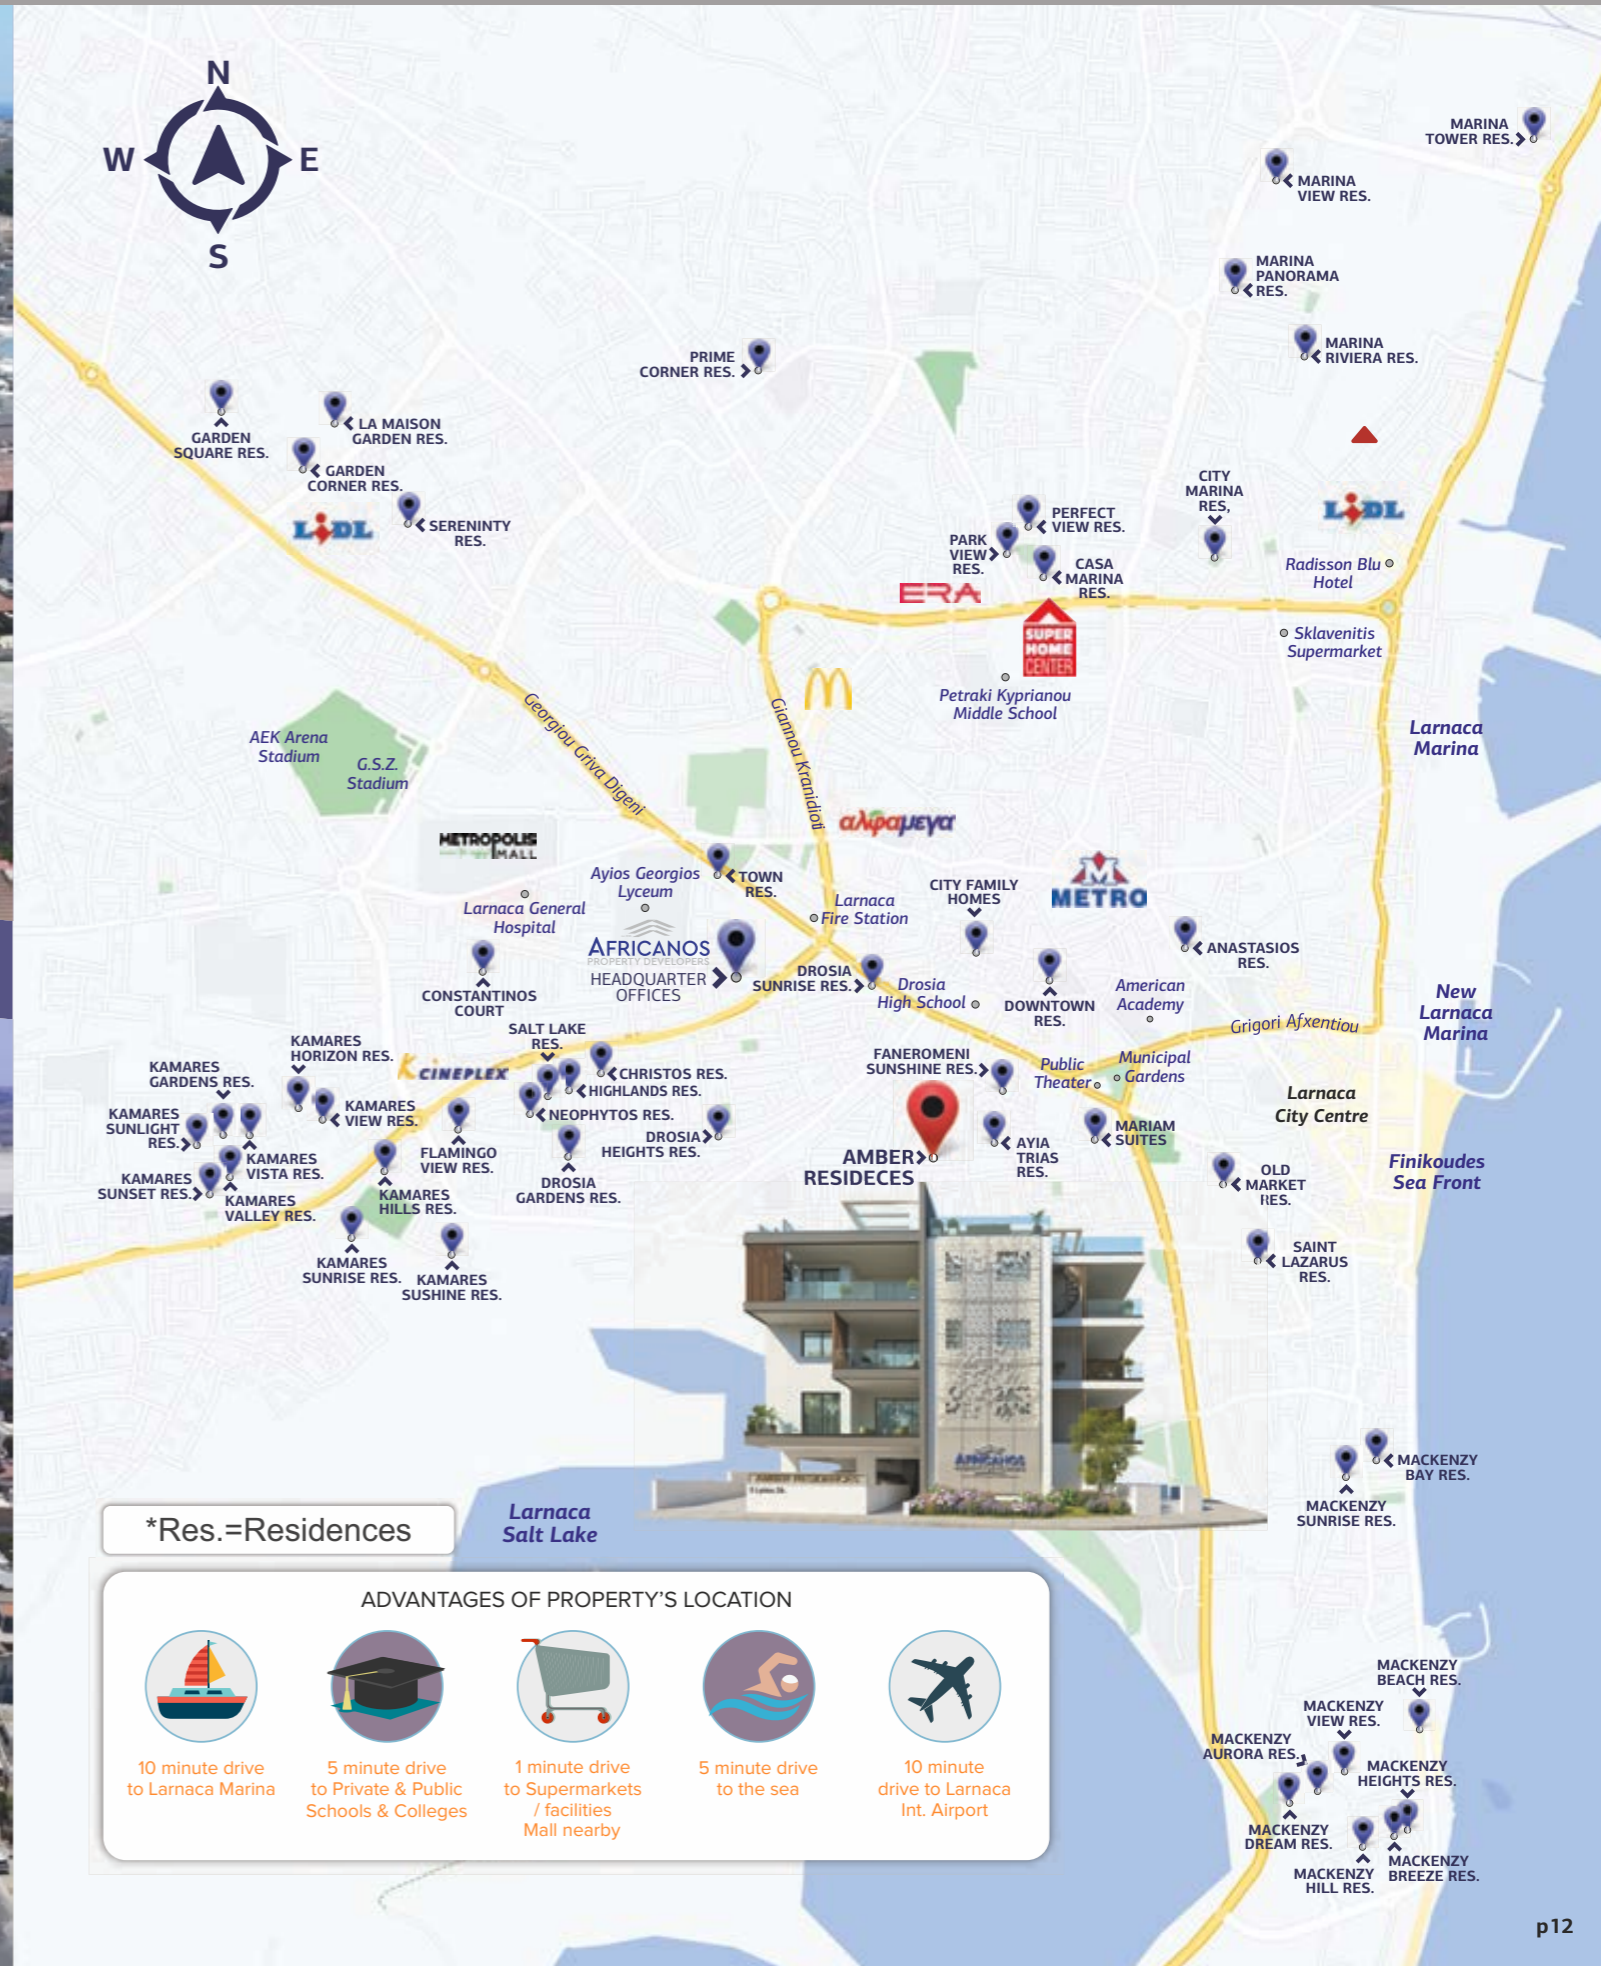 N
W
E
S
MARINA
TOWER RES.
MARINA
VIEW RES.
MARINA
PANORAMA
RES.
MARINA
RIVIERA RES.
PRIME
CORNER RES.
GARDEN
SQUARE RES.
LA MAISON
GARDEN RES.
GARDEN
CORNER RES.
LIDL
SERENINTY
RES.
CITY
MARINA
RES,
LIDL
PERFECT
VIEW RES.
PARK
VIEW
RES.
CASA
MARINA
RES.
Radisson Blu
Hotel
ERA
SUPER
HOME
CENTER
Sklavenitis
Supermarket
Petraki Kyprianou
Middle School
Georgiou Griva Digeni
Giannou Kranidioti
AEK Arena
Stadium
G.S.Z.
Stadium
Larnaca
Marina
αλφαμεγα
METROPOLIS
MALL
Ayios Georgios
Lyceum
TOWN
RES.
Larnaca
Fire Station
CITY FAMILY
HOMES
METRO
Larnaca General
Hospital
AFRICANOS
PROPERTY DEVELOPERS
HEADQUARTER
OFFICES
ANASTASIOS
RES.
CONSTANTINOS
COURT
DROSIA
SUNRISE RES.
Drosia
High School
DOWNTOWN
RES.
American
Academy
New
Larnaca
Marina
Grigori Afxentiou
SALT LAKE
RES.
KAMARES
HORIZON RES.
KAMARES
GARDENS RES.
KCINEPLEX
CHRISTOS RES.
HIGHLANDS RES.
NEOPHYTOS RES.
FANEROMENI
SUNSHINE RES.
Public
Theater
Municipal
Gardens
Larnaca
City Centre
KAMARES
SUNLIGHT
RES.
KAMARES
VIEW RES.
FLAMINGO
VIEW RES.
DROSIA
HEIGHTS RES.
DROSIA
GARDENS RES.
AMBER
RESIDECES
AYIA
TRIAS
RES.
MARIAM
SUITES
KAMARES
VISTA RES.
KAMARES
SUNSET RES.
KAMARES
VALLEY RES.
KAMARES
HILLS RES.
OLD
MARKET
RES.
Finikoudes
Sea Front
KAMARES
SUNRISE RES.
KAMARES
SUSHINE RES.
SAINT
LAZARUS
RES.
AFRICANOS
AMBER RESIDENCES
MACKENZY
BAY RES.
MACKENZY
SUNRISE RES.
Larnaca
Salt Lake
*Res.=Residences
ADVANTAGES OF PROPERTY'S LOCATION
10 minute drive
to Larnaca Marina
5 minute drive
to Private & Public
Schools & Colleges
1 minute drive
to Supermarkets
/ facilities
Mall nearby
5 minute drive
to the sea
10 minute
drive to Larnaca
Int. Airport
MACKENZY
BEACH RES.
MACKENZY
VIEW RES.
MACKENZY
AURORA RES.
MACKENZY
HEIGHTS RES.
MACKENZY
DREAM RES.
MACKENZY
HILL RES.
MACKENZY
BREEZE RES.
p12